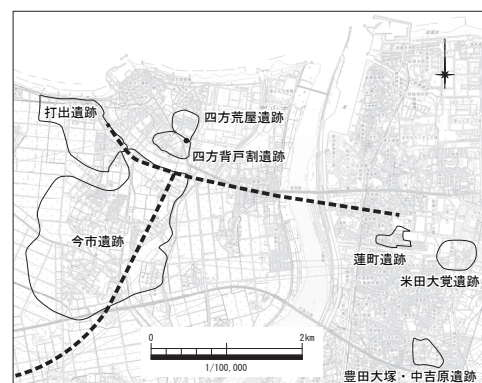 打出遺跡
四方荒屋遺跡
四方背戸割遺跡
今市遺跡
蓮町遺跡
米田大覚遺跡
0 2km
1/100,000
豊田大塚・中吉原遺跡